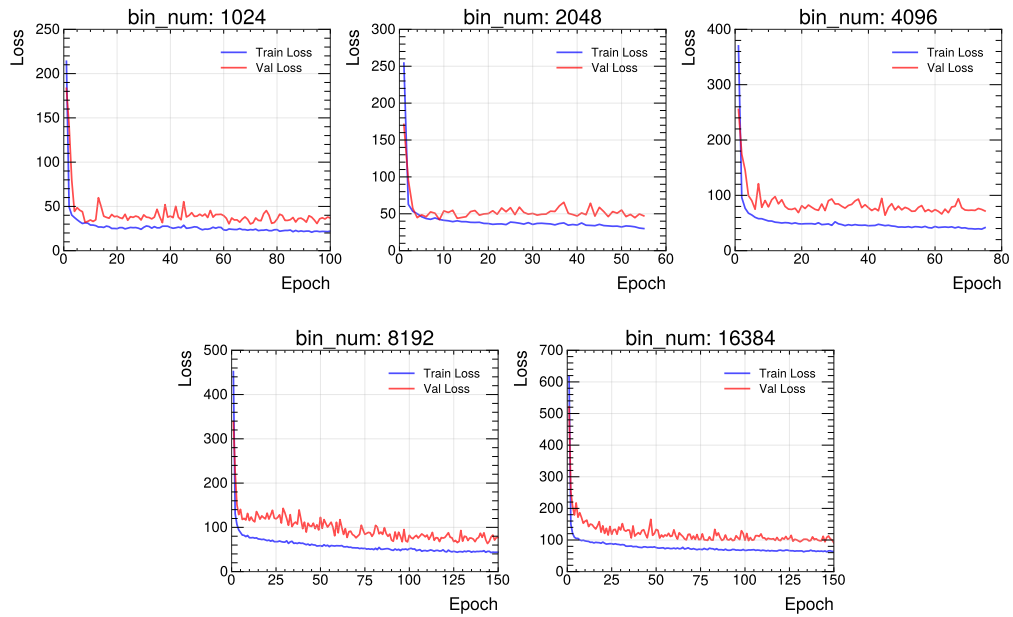 bin_num: 1024
Loss
250
200
150
100
50
0
0 20 40 60 80 100
Epoch
Train Loss
Val Loss
bin_num: 2048
Loss
300
250
200
150
100
50
0
0 10 20 30 40 50 60
Epoch
Train Loss
Val Loss
bin_num: 4096
Loss
400
300
200
100
0
0 20 40 60 80
Epoch
Train Loss
Val Loss
bin_num: 8192
Loss
500
400
300
200
100
0
0 25 50 75 100 125 150
Epoch
Train Loss
Val Loss
bin_num: 16384
Loss
700
600
500
400
300
200
100
0
0 25 50 75 100 125 150
Epoch
Train Loss
Val Loss